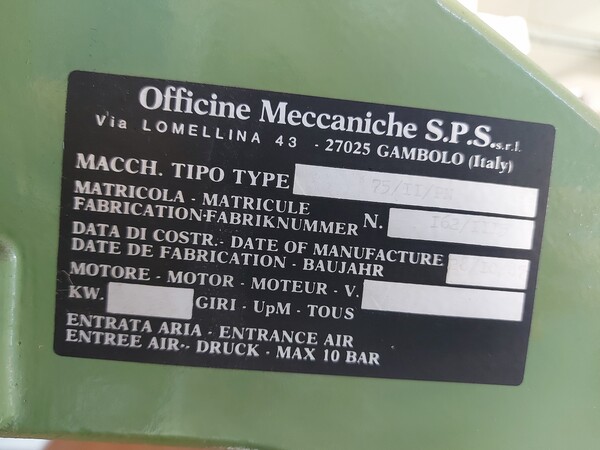 Officine Meccaniche S.P.S. s.r.l.
Via LOMELLINA 43 - 27025 GAMBOLO (Italy)
MACCH. TIPO TYPE
MATRICOLA - MATRICULE
FABRICATION-FABRIKNUMMER N.
DATA DI COSTR.- DATE OF MANUFACTURE
DATE DE FABRICATION - BAUJAHR
MOTORE - MOTOR - MOTEUR - V.
KW. GIRI - UpM - TOUS
ENTRATA ARIA - ENTRANCE AIR
ENTREE AIR- DRUCK - MAX 10 BAR